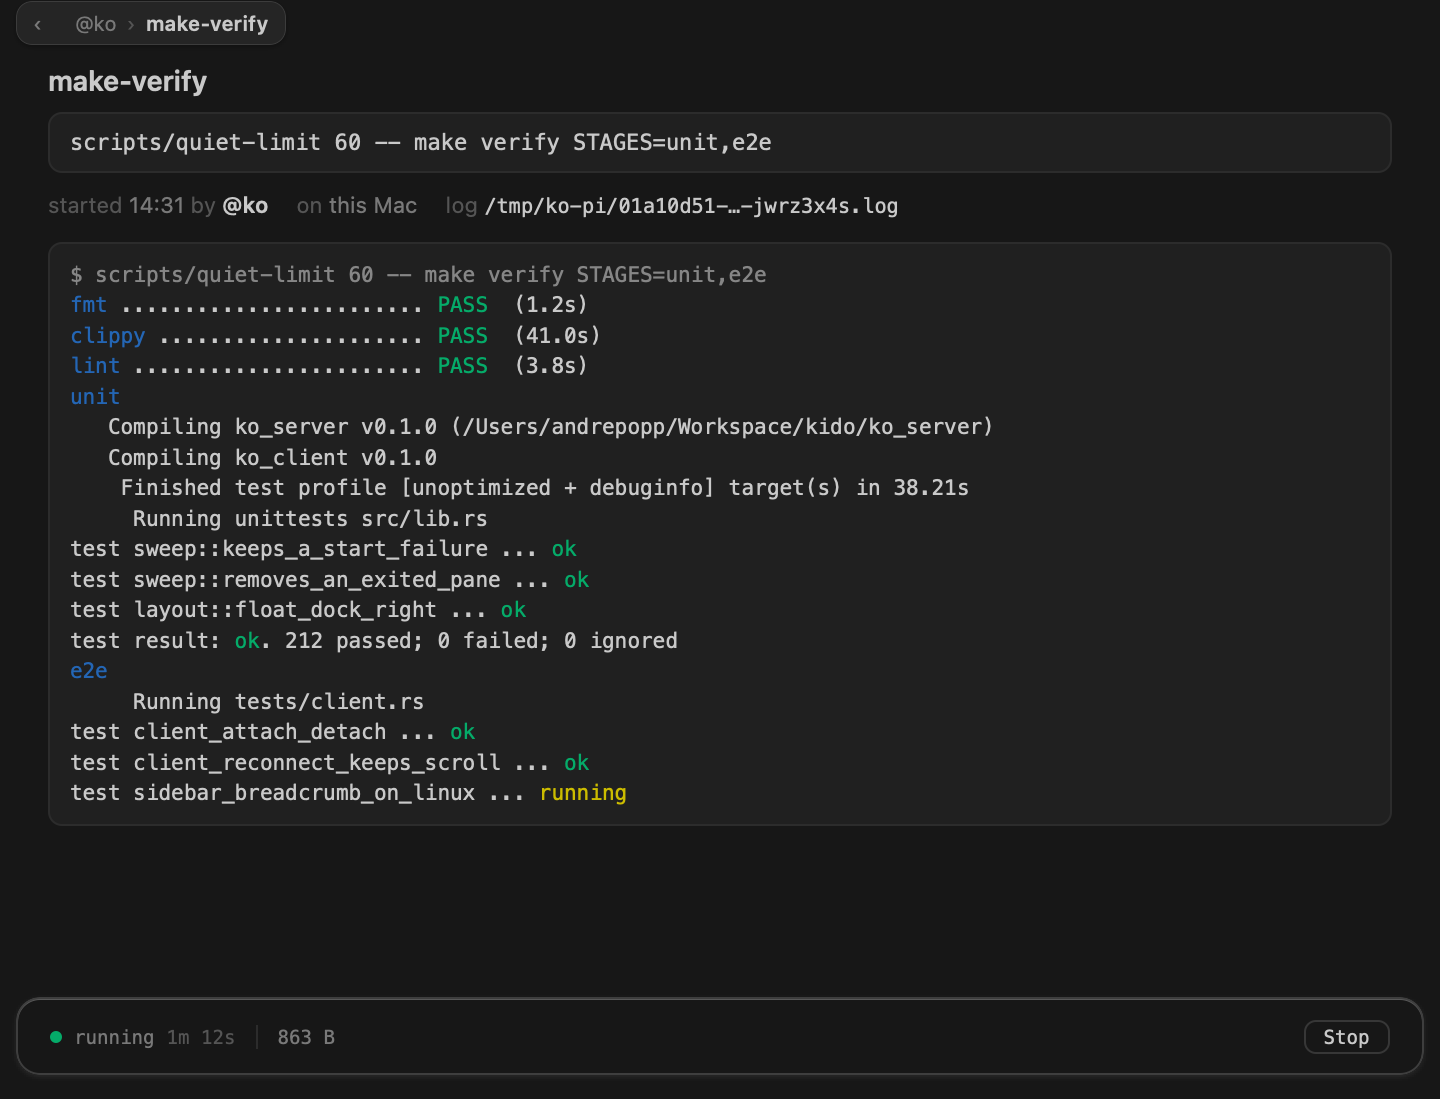 ‹ @ko › make-verify
make-verify
scripts/quiet-limit 60 -- make verify STAGES=unit,e2e
started 14:31 by @ko on this Mac log /tmp/ko-pi/01a10d51-…-jwrz3x4s.log
$ scripts/quiet-limit 60 -- make verify STAGES=unit,e2e
fmt ........................ PASS (1.2s)
clippy ..................... PASS (41.0s)
lint ....................... PASS (3.8s)
unit
Compiling ko_server v0.1.0 (/Users/andrepopp/Workspace/kido/ko_server)
Compiling ko_client v0.1.0
Finished test profile [unoptimized + debuginfo] target(s) in 38.21s
Running unittests src/lib.rs
test sweep::keeps_a_start_failure ... ok
test sweep::removes_an_exited_pane ... ok
test layout::float_dock_right ... ok
test result: ok. 212 passed; 0 failed; 0 ignored
e2e
Running tests/client.rs
test client_attach_detach ... ok
test client_reconnect_keeps_scroll ... ok
test sidebar_breadcrumb_on_linux ... running
running 1m 12s 863 B Stop